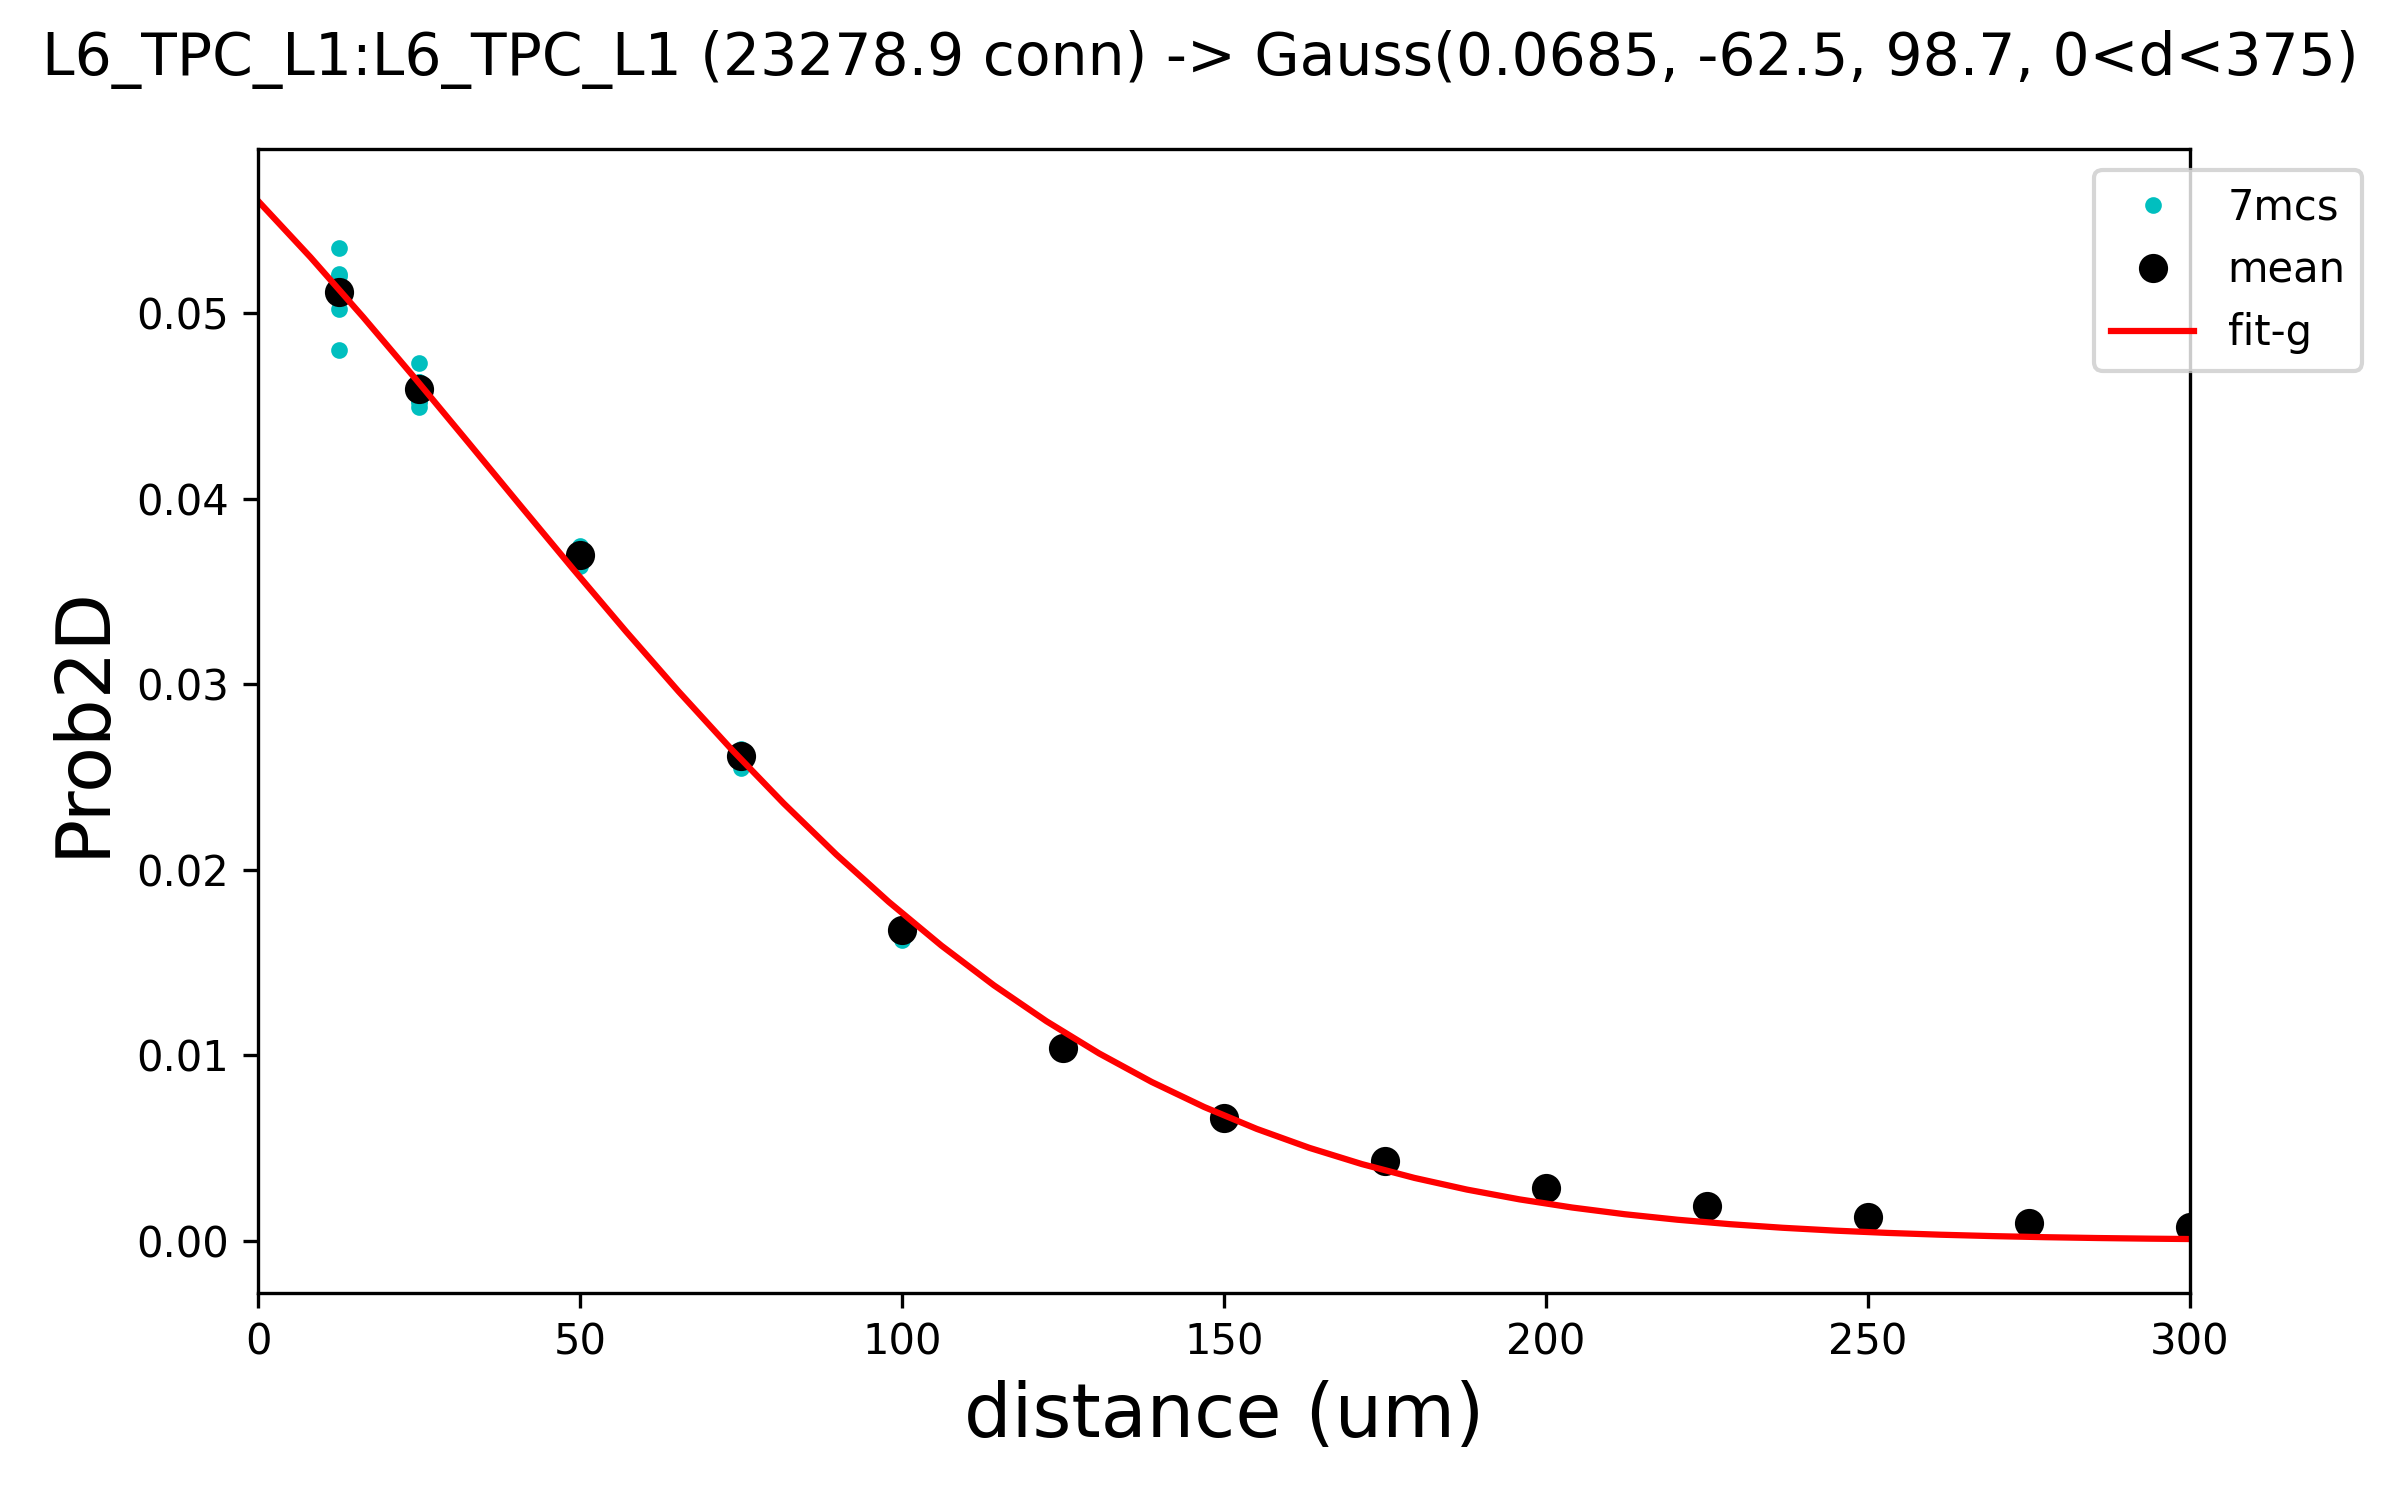 L6_TPC_L1:L6_TPC_L1 (23278.9 conn) -> Gauss(0.0685, -62.5, 98.7, 0<d<375)
7mcs
mean
fit-g
Prob2D
0.05
0.04
0.03
0.02
0.01
0.00
0 50 100 150 200 250 300
distance (um)